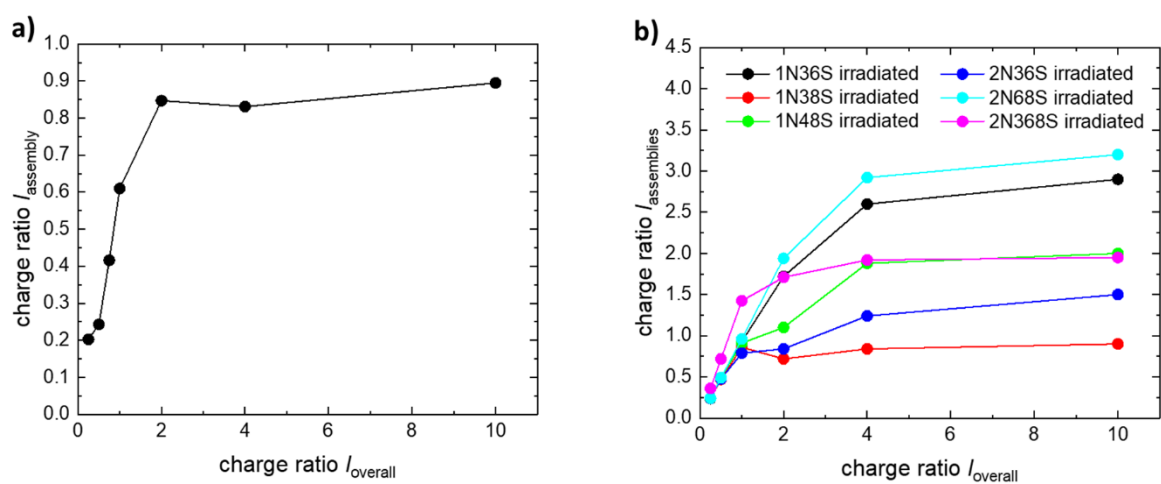 a)
1.0
0.9
0.8
0.7
0.6
0.5
0.4
0.3
0.2
0.1
0.0
charge ratio lassembly
0 2 4 6 8 10
charge ratio loverall
b)
4.5
4.0
3.5
3.0
2.5
2.0
1.5
1.0
0.5
0.0
charge ratio lassemblies
1N36S irradiated
1N38S irradiated
1N48S irradiated
2N36S irradiated
2N68S irradiated
2N368S irradiated
0 2 4 6 8 10
charge ratio loverall